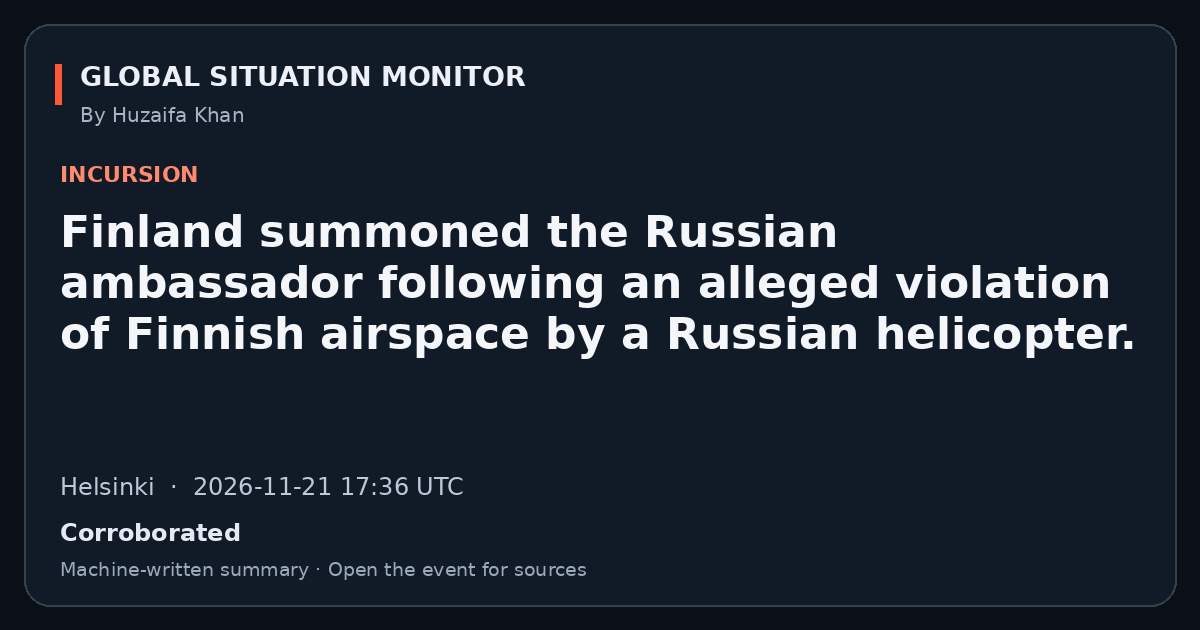 GLOBAL SITUATION MONITOR
By Huzaifa Khan
INCURSION
Finland summoned the Russian
ambassador following an alleged violation
of Finnish airspace by a Russian helicopter.
Helsinki · 2026-11-21 17:36 UTC
Corroborated
Machine-written summary · Open the event for sources